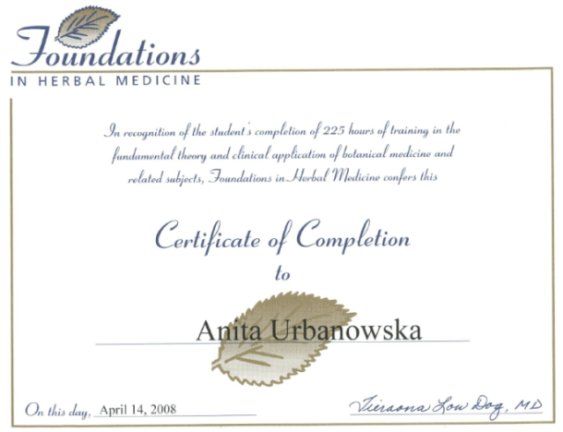 Foundations
IN HERBAL MEDICINE
In recognition of the student's completion of 225 hours of training in the
fundamental theory and clinical application of botanical medicine and
related subjects, Foundations in Herbal Medicine confers this
Certificate of Completion
to
Anita Urbanowska
On this day, April 14, 2008
Tieraona Low Dog, MD